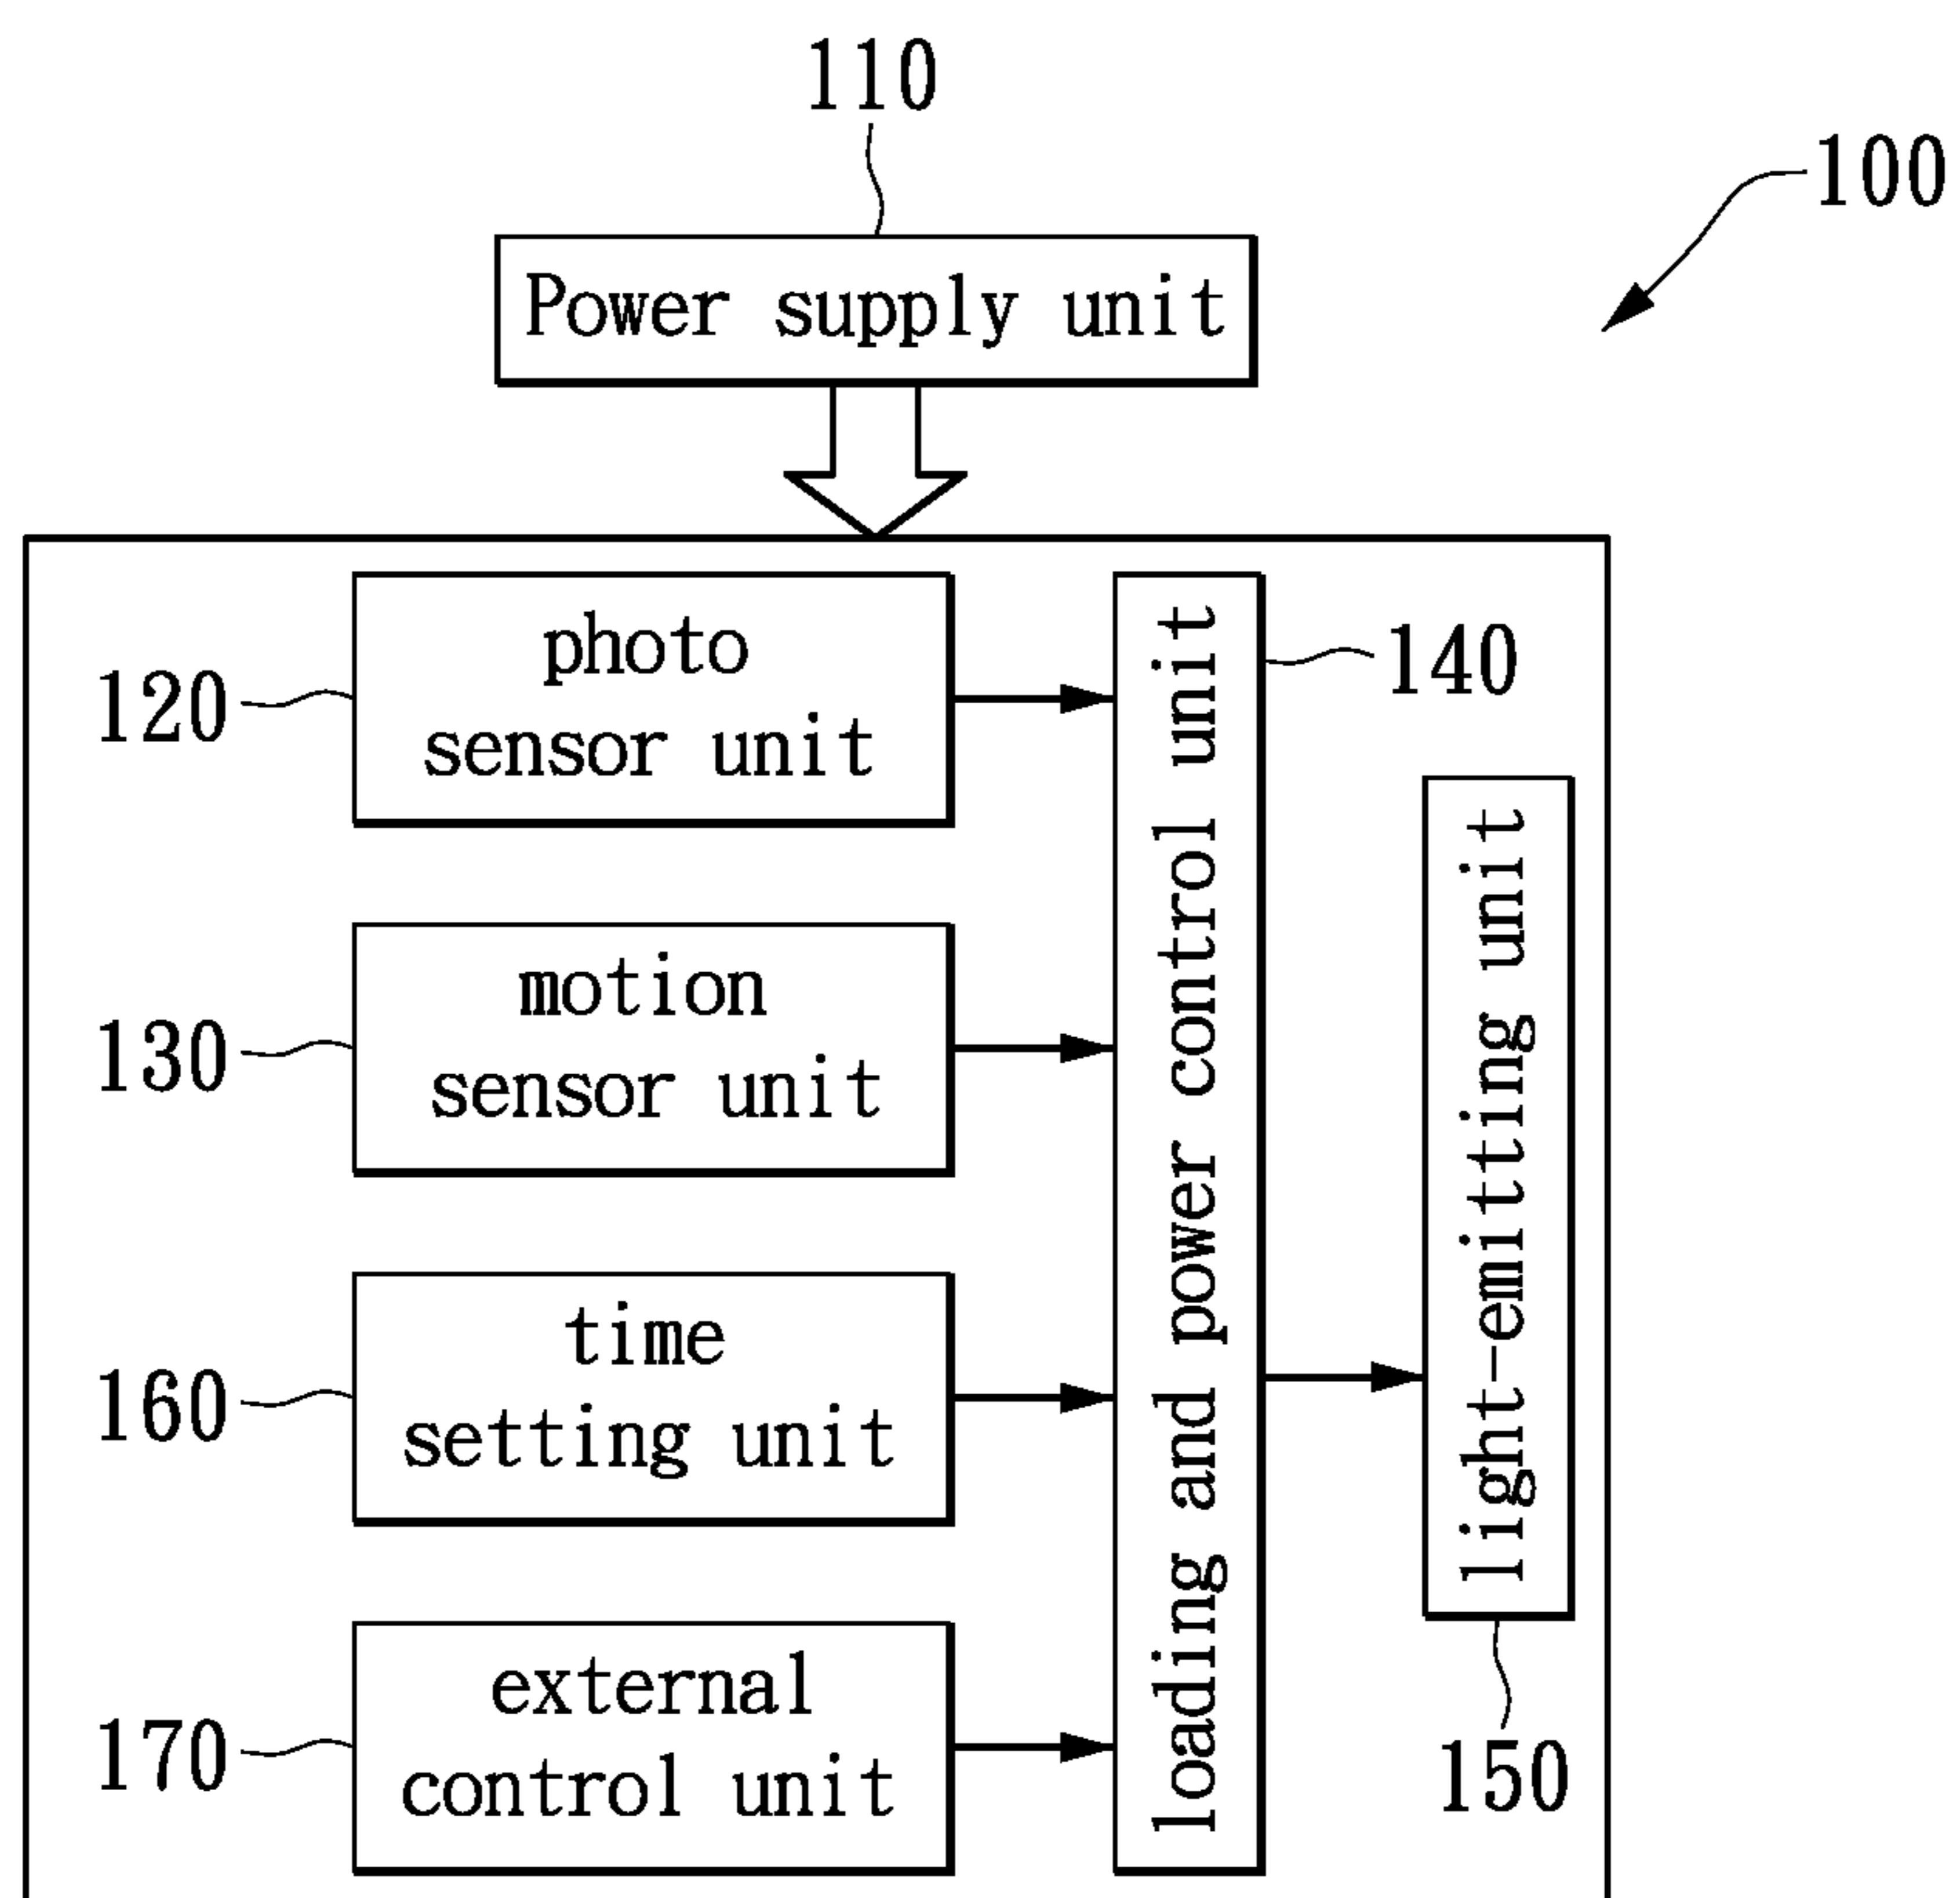 110
100
Power supply unit
120
photo
sensor unit
130
motion
sensor unit
160
time
setting unit
170
external
control unit
loading and power control unit
140
light-emitting unit
150